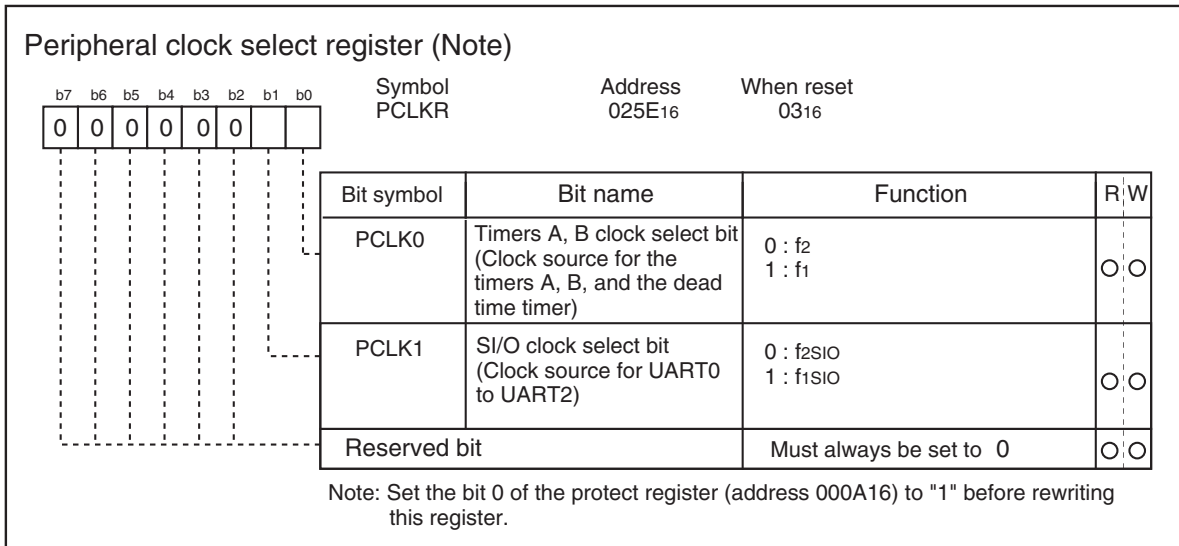 Peripheral clock select register (Note)
b7 b6 b5 b4 b3 b2 b1 b0
0 0 0 0 0 0
Symbol Address When reset
PCLKR 025E16 0316
Bit symbol Bit name Function R W
PCLK0 Timers A, B clock select bit
(Clock source for the
timers A, B, and the dead
time timer)
0 : f2
1 : f1
PCLK1 SI/O clock select bit
(Clock source for UART0
to UART2)
0 : f2SIO
1 : f1SIO
Reserved bit Must always be set to 0
Note: Set the bit 0 of the protect register (address 000A16) to "1" before rewriting
this register.